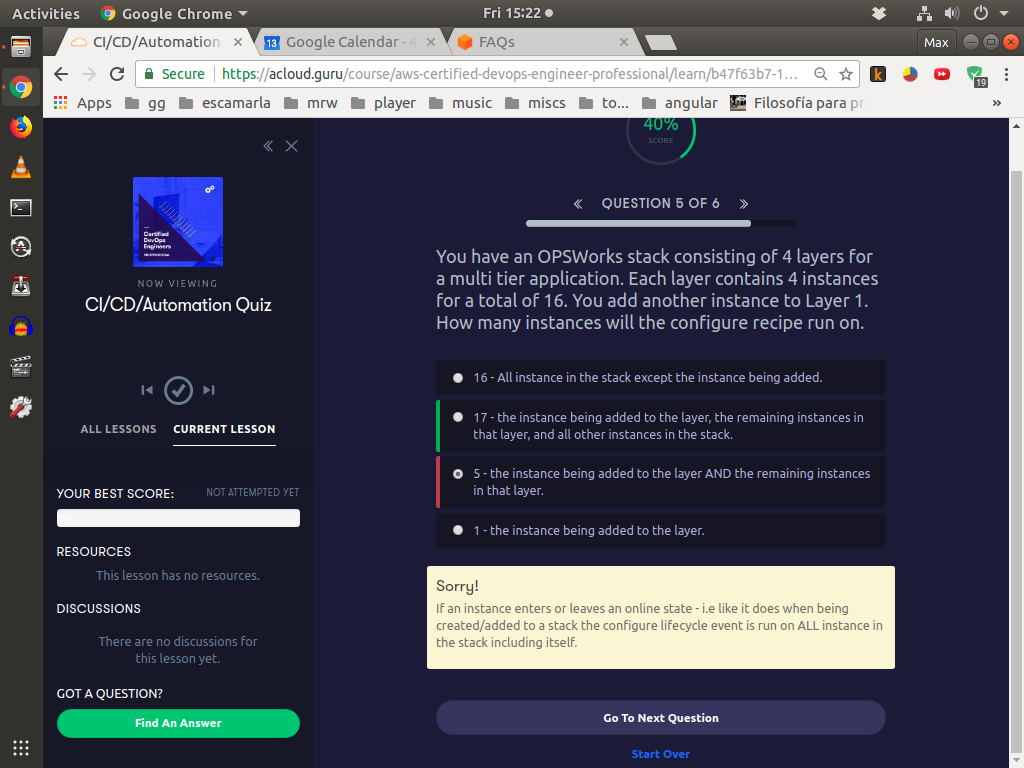 Activities
Google Chrome
Fri 15:22
CI/CD/Automation
13
Google Calendar - 4
FAQs
Max
Secure
https://acloud.guru/course/aws-certified-devops-engineer-professional/learn/b47f63b7-1...
k
19
Apps
gg
escamarla
mrw
player
music
miscs
to...
angular
Filosofía para pr
»
40%
SCORE
QUESTION 5 OF 6
Certified
DevOps
Engineers
PROFESSIONAL
NOW VIEWING
CI/CD/Automation Quiz
ALL LESSONS
CURRENT LESSON
YOUR BEST SCORE:
NOT ATTEMPTED YET
RESOURCES
This lesson has no resources.
DISCUSSIONS
There are no discussions for
this lesson yet.
GOT A QUESTION?
Find An Answer
You have an OPSWorks stack consisting of 4 layers for
a multi tier application. Each layer contains 4 instances
for a total of 16. You add another instance to Layer 1.
How many instances will the configure recipe run on.
16 - All instance in the stack except the instance being added.
17 - the instance being added to the layer, the remaining instances in
that layer, and all other instances in the stack.
5 - the instance being added to the layer AND the remaining instances
in that layer.
1 - the instance being added to the layer.
Sorry!
If an instance enters or leaves an online state - i.e like it does when being
created/added to a stack the configure lifecycle event is run on ALL instance in
the stack including itself.
Go To Next Question
Start Over